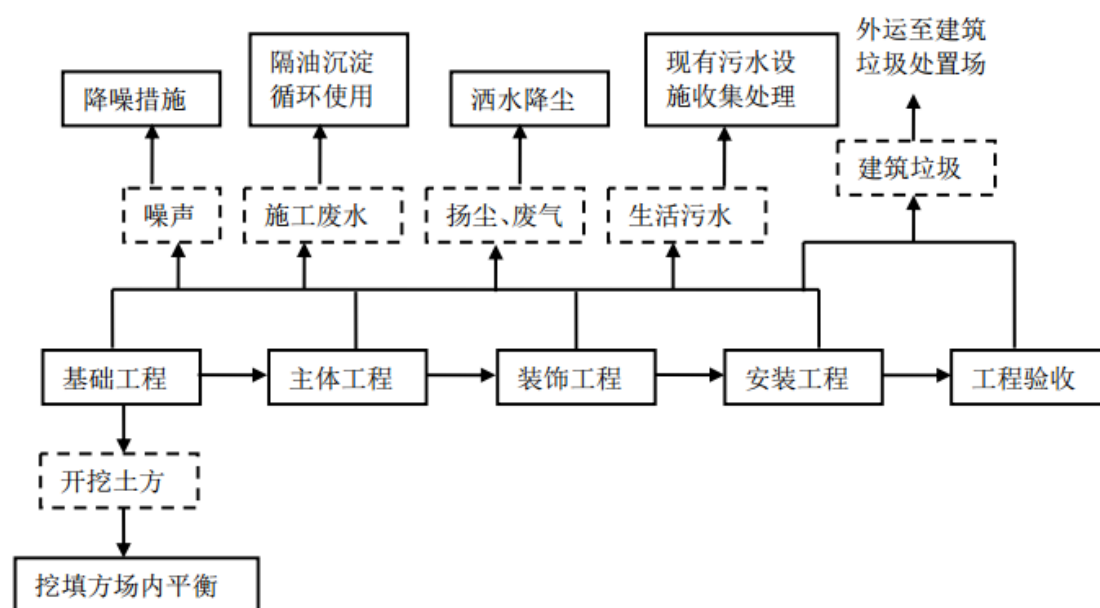 外运至建筑
垃圾处置场
降噪措施
隔油沉淀
循环使用
洒水降尘
现有污水设
施收集处理
建筑垃圾
噪声
施工废水
扬尘、废气
生活污水
基础工程
主体工程
装饰工程
安装工程
工程验收
开挖土方
挖填方场内平衡